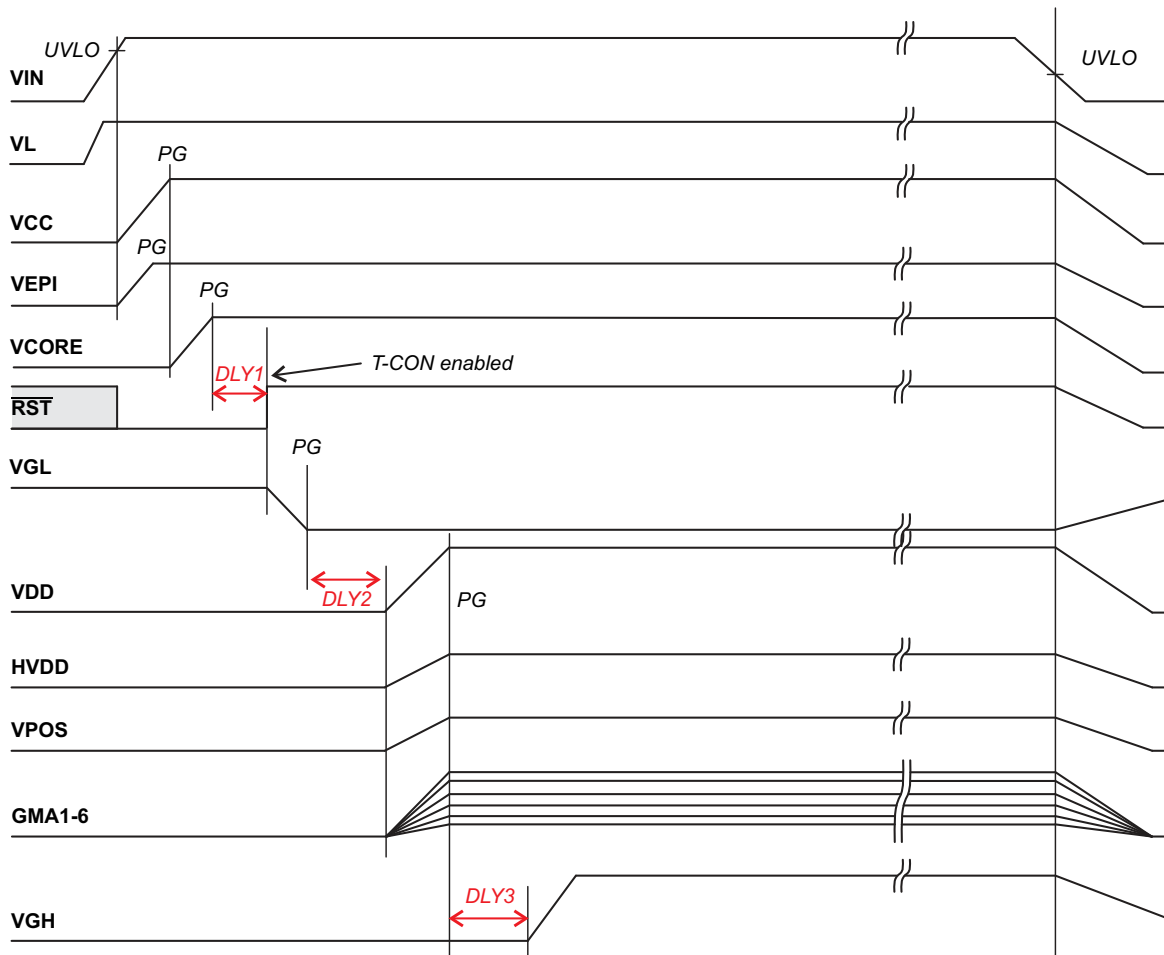 UVLO
UVLO
VIN
VL
PG
VCC
PG
VEPI
PG
VCORE
T-CON enabled
DLY1
RST
PG
VGL
VDD
DLY2
PG
HVDD
VPOS
GMA1-6
DLY3
VGH